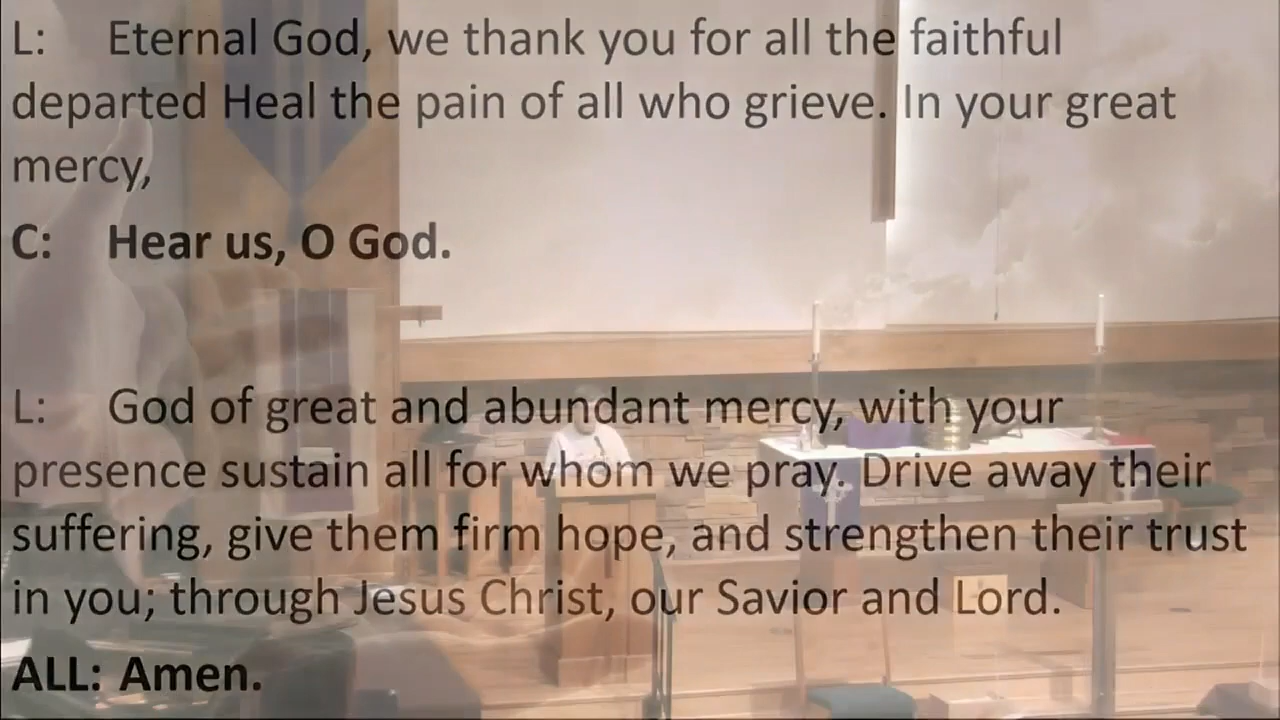 L: Eternal God, we thank you for all the faithful
departed Heal the pain of all who grieve. In your great
mercy,
C: Hear us, O God.
L: God of great and abundant mercy, with your
presence sustain all for whom we pray. Drive away their
suffering, give them firm hope, and strengthen their trust
in you; through Jesus Christ, our Savior and Lord.
ALL: Amen.